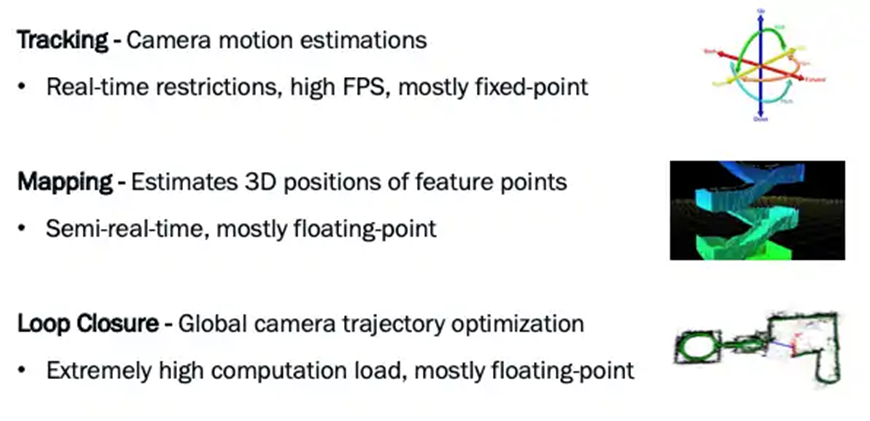 Tracking - Camera motion estimations
• Real-time restrictions, high FPS, mostly fixed-point
Mapping - Estimates 3D positions of feature points
• Semi-real-time, mostly floating-point
Loop Closure - Global camera trajectory optimization
• Extremely high computation load, mostly floating-point